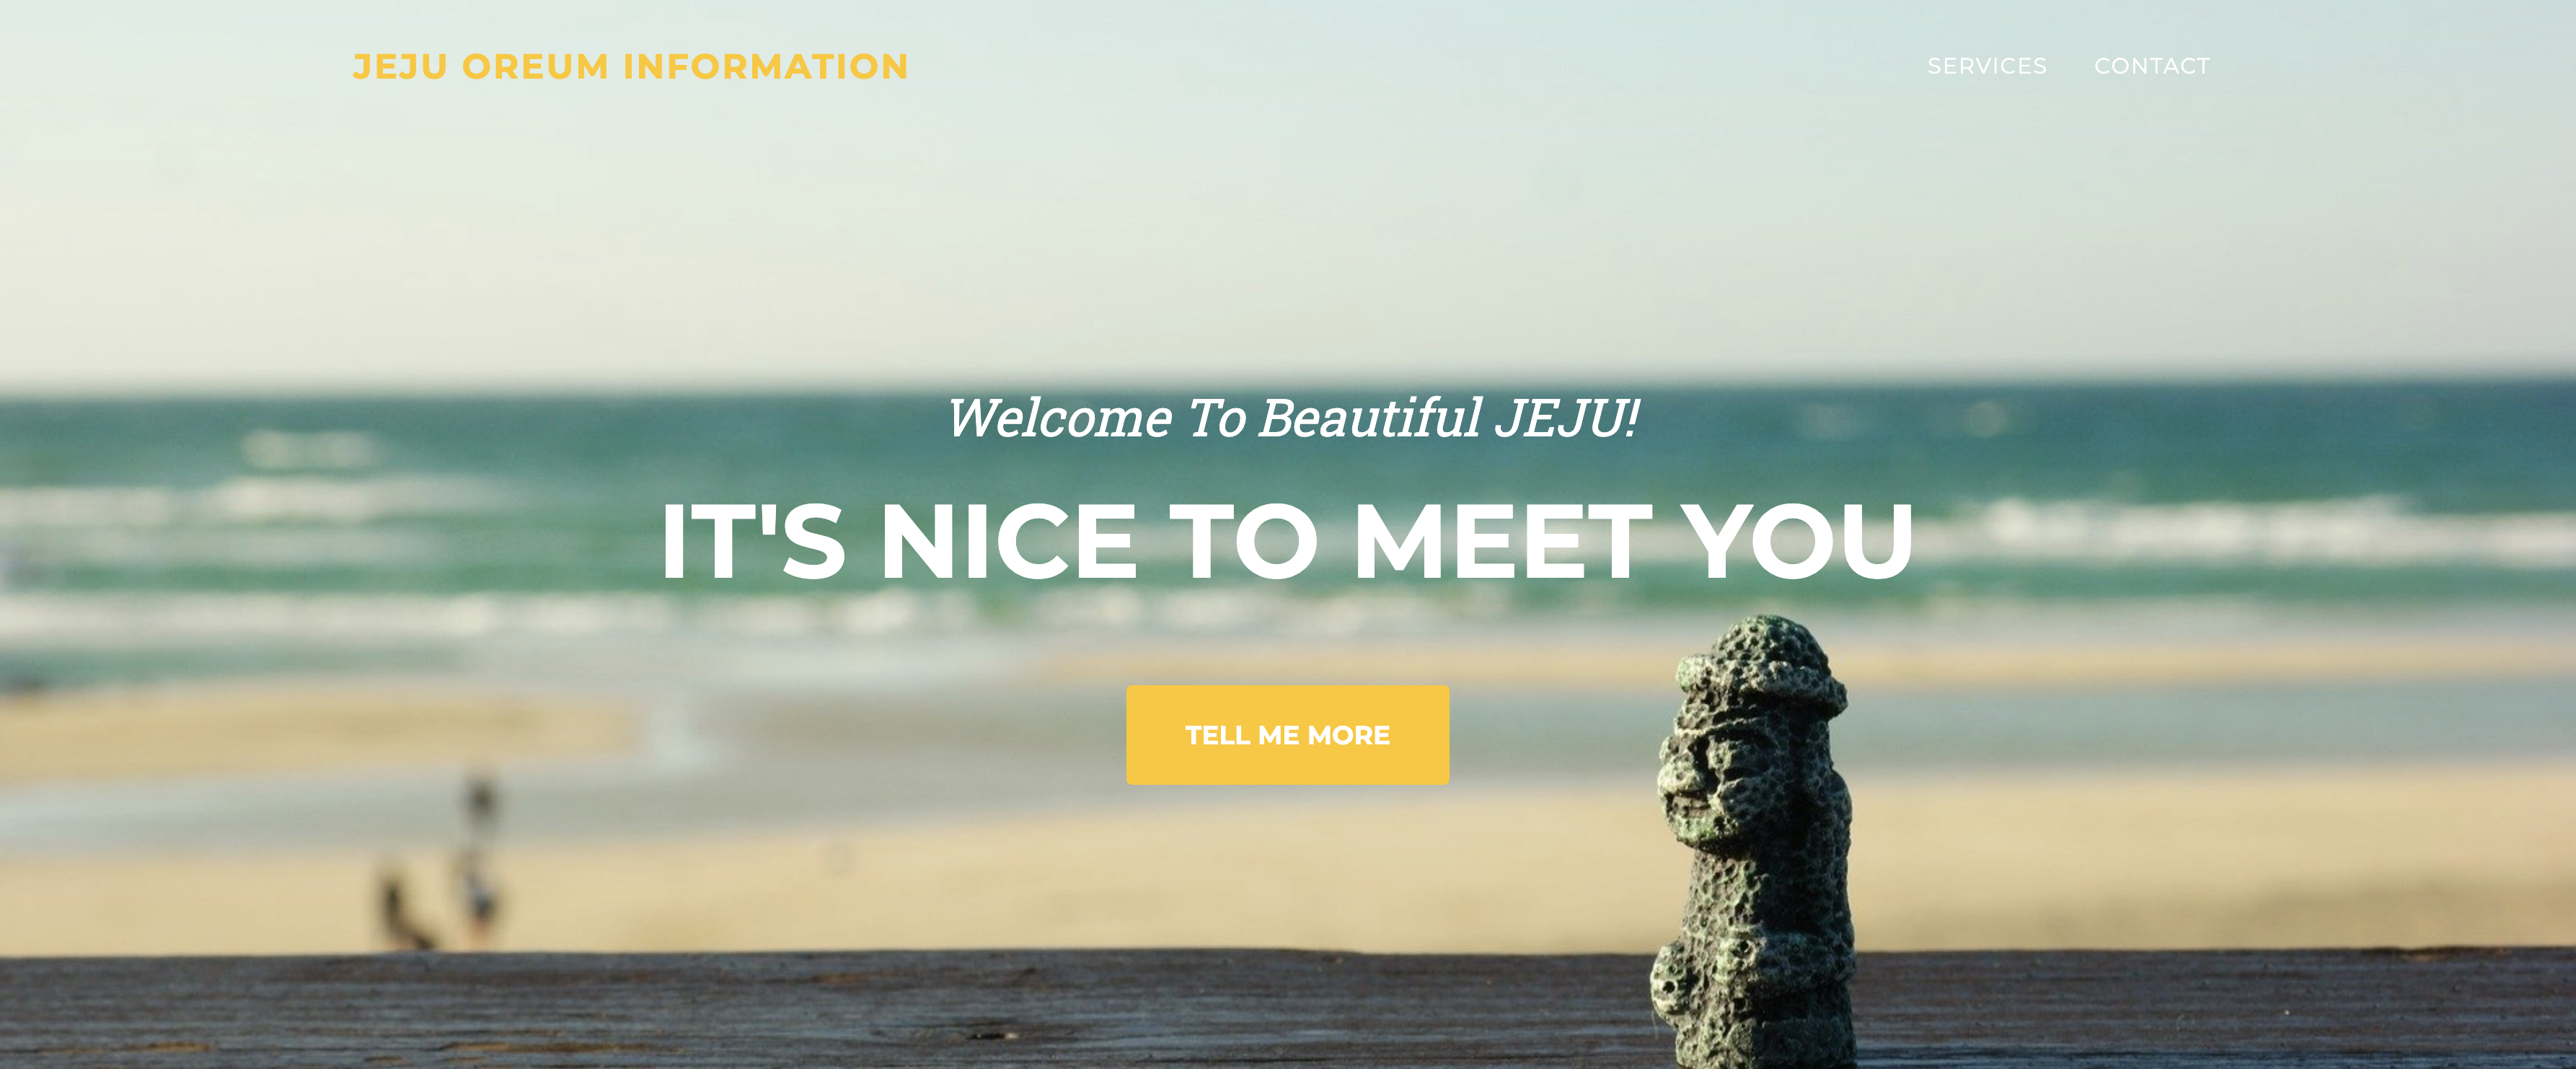 JEJU OREUM INFORMATION
SERVICES
CONTACT
Welcome To Beautiful JEJU!
IT'S NICE TO MEET YOU
TELL ME MORE